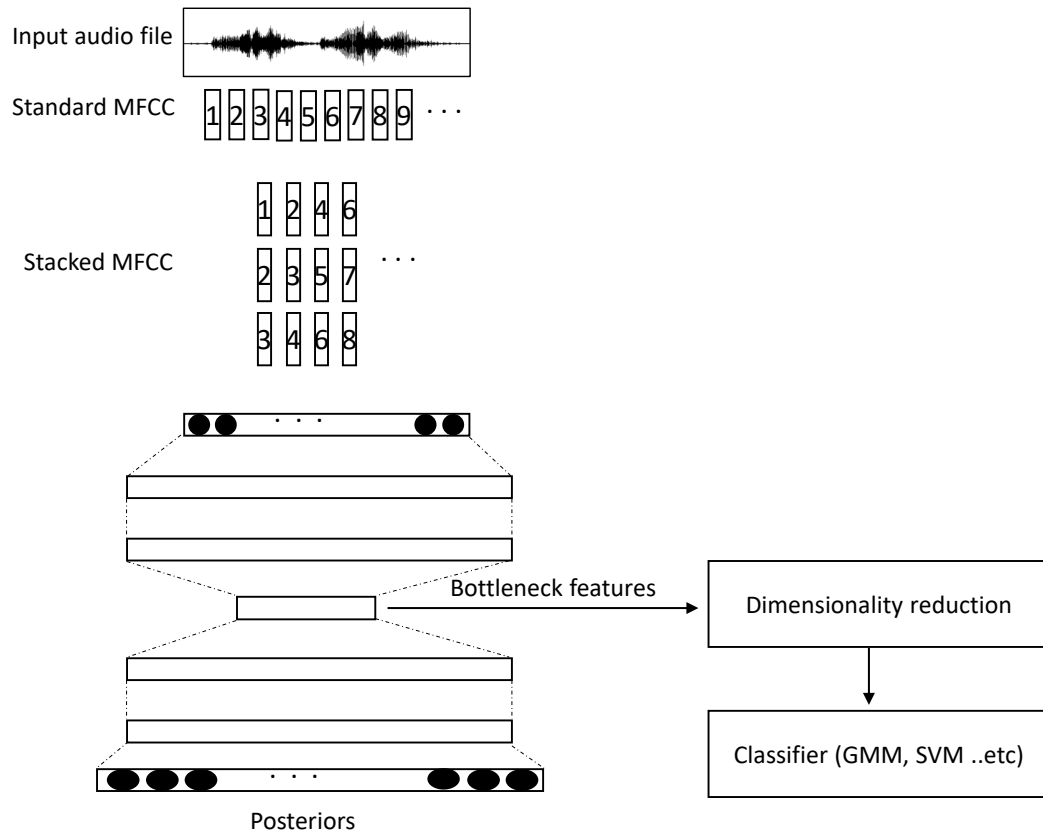 Input audio file
Standard MFCC
1 2 3 4 5 6 7 8 9 . . .
1 2 4 6
Stacked MFCC
2 3 5 7 . . .
3 4 6 8
. . .
Bottleneck features
Dimensionality reduction
Classifier (GMM, SVM ..etc)
. . .
Posteriors